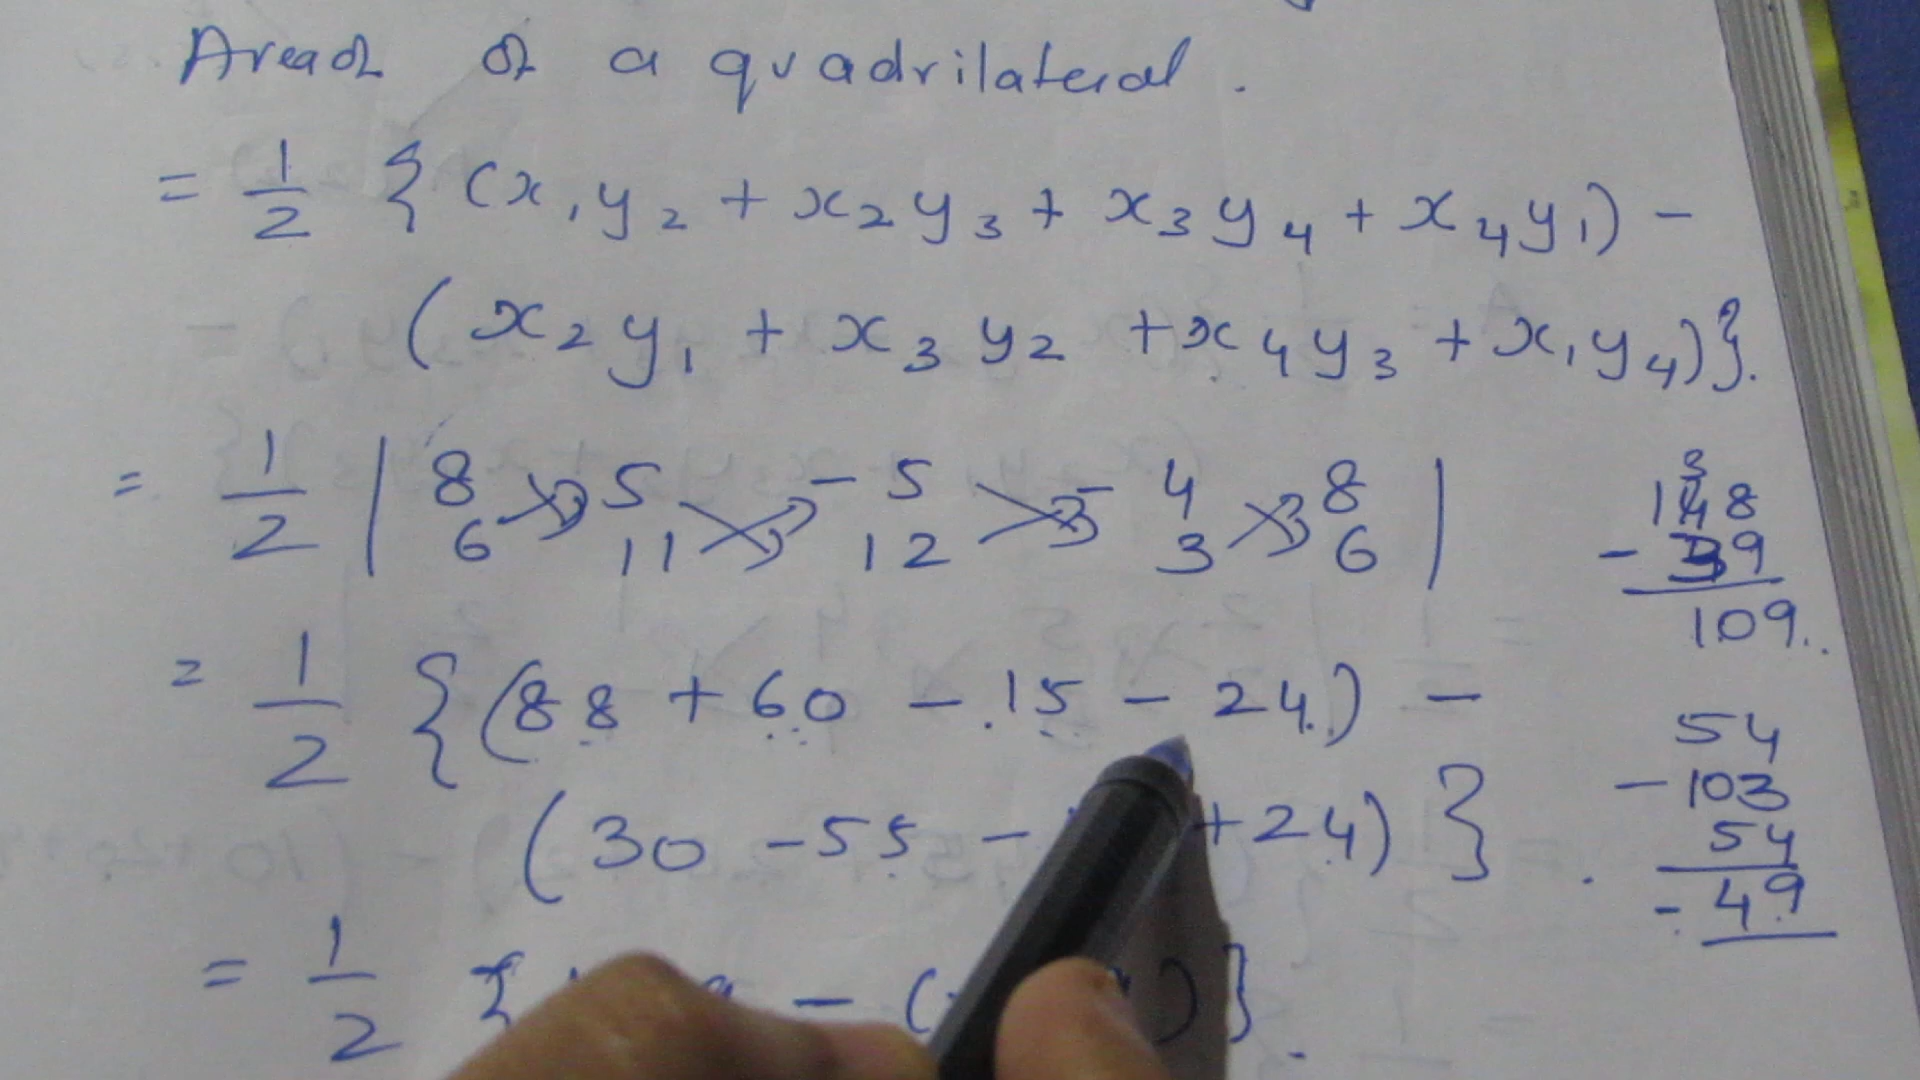 Area of of a quadrilateral.
= 1/2 { (x₁y₂ + x₂y₃ + x₃y₄ + x₄y₁) -
(x₂y₁ + x₃y₂ + x₄y₃ + x₁y₄)}.
= 1/2 | 8 5 -5 -4 8 |
6 11 12 3 6
= 1/2 {(88 + 60 - 15 - 24) -
(30 - 55 - +24) }.
= 1/2 { - ( ) }.
3
148
- 39
109.
54
- 103
54
- 49